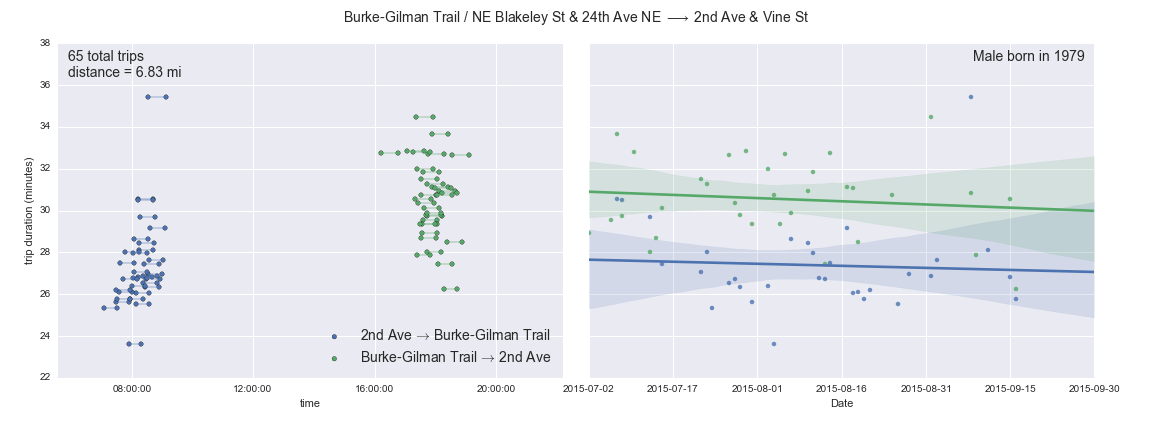 Burke-Gilman Trail / NE Blakeley St & 24th Ave NE ⟶ 2nd Ave & Vine St
65 total trips
distance = 6.83 mi
Male born in 1979
trip duration (minutes)
38
36
34
32
30
28
26
24
22
2nd Ave → Burke-Gilman Trail
Burke-Gilman Trail → 2nd Ave
08:00:00 12:00:00 16:00:00 20:00:00
time
2015-07-02 2015-07-17 2015-08-01 2015-08-16 2015-08-31 2015-09-15 2015-09-30
Date